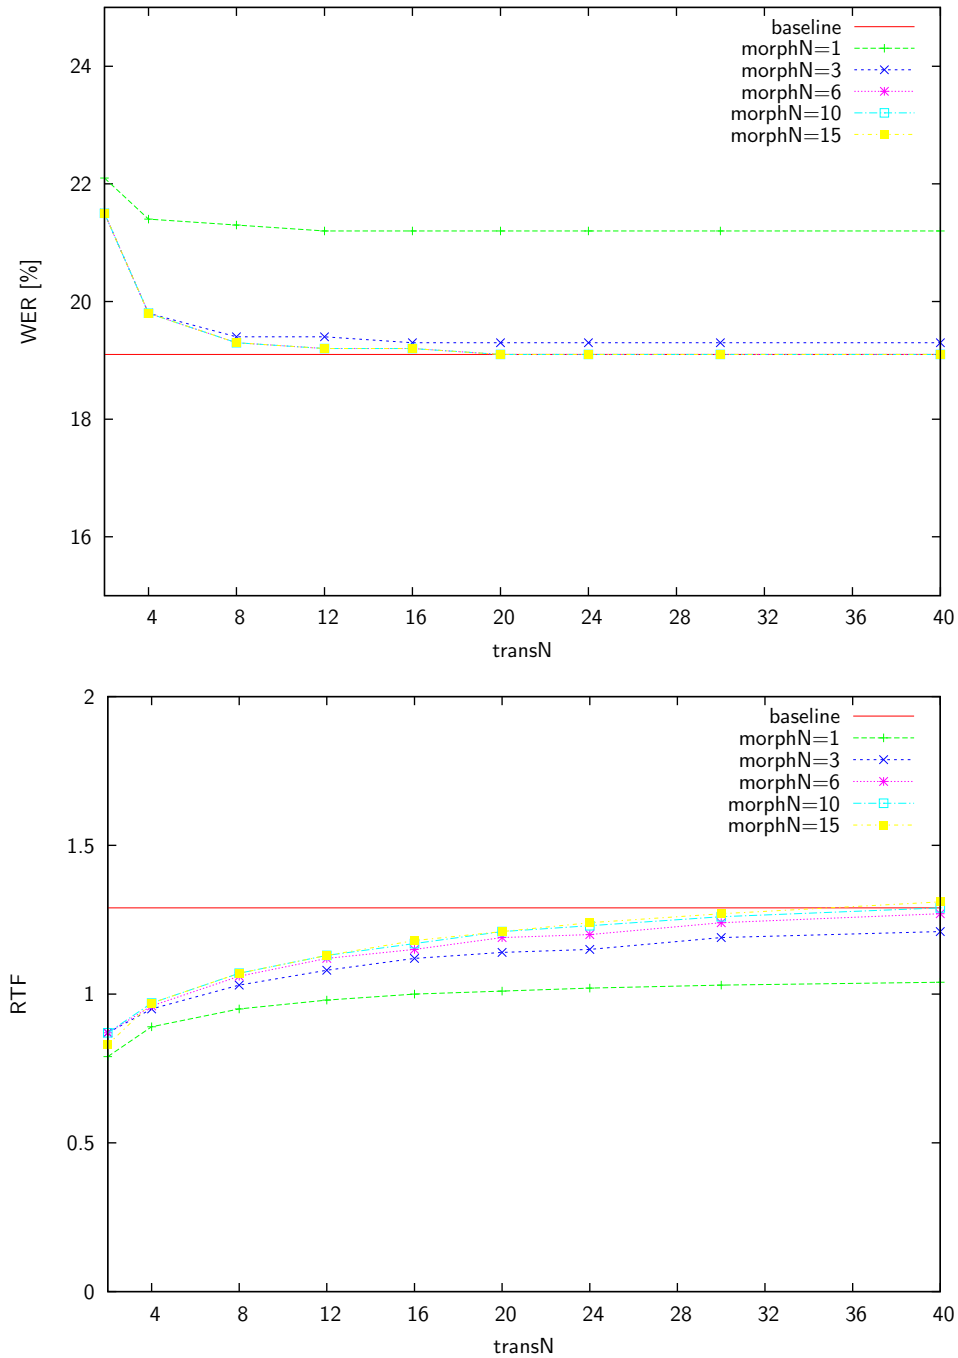 baseline
morphN=1
morphN=3
morphN=6
morphN=10
morphN=15
24
22
20
18
16
WER [%]
4 8 12 16 20 24 28 32 36 40
transN
baseline
morphN=1
morphN=3
morphN=6
morphN=10
morphN=15
2
1.5
1
0.5
0
RTF
4 8 12 16 20 24 28 32 36 40
transN